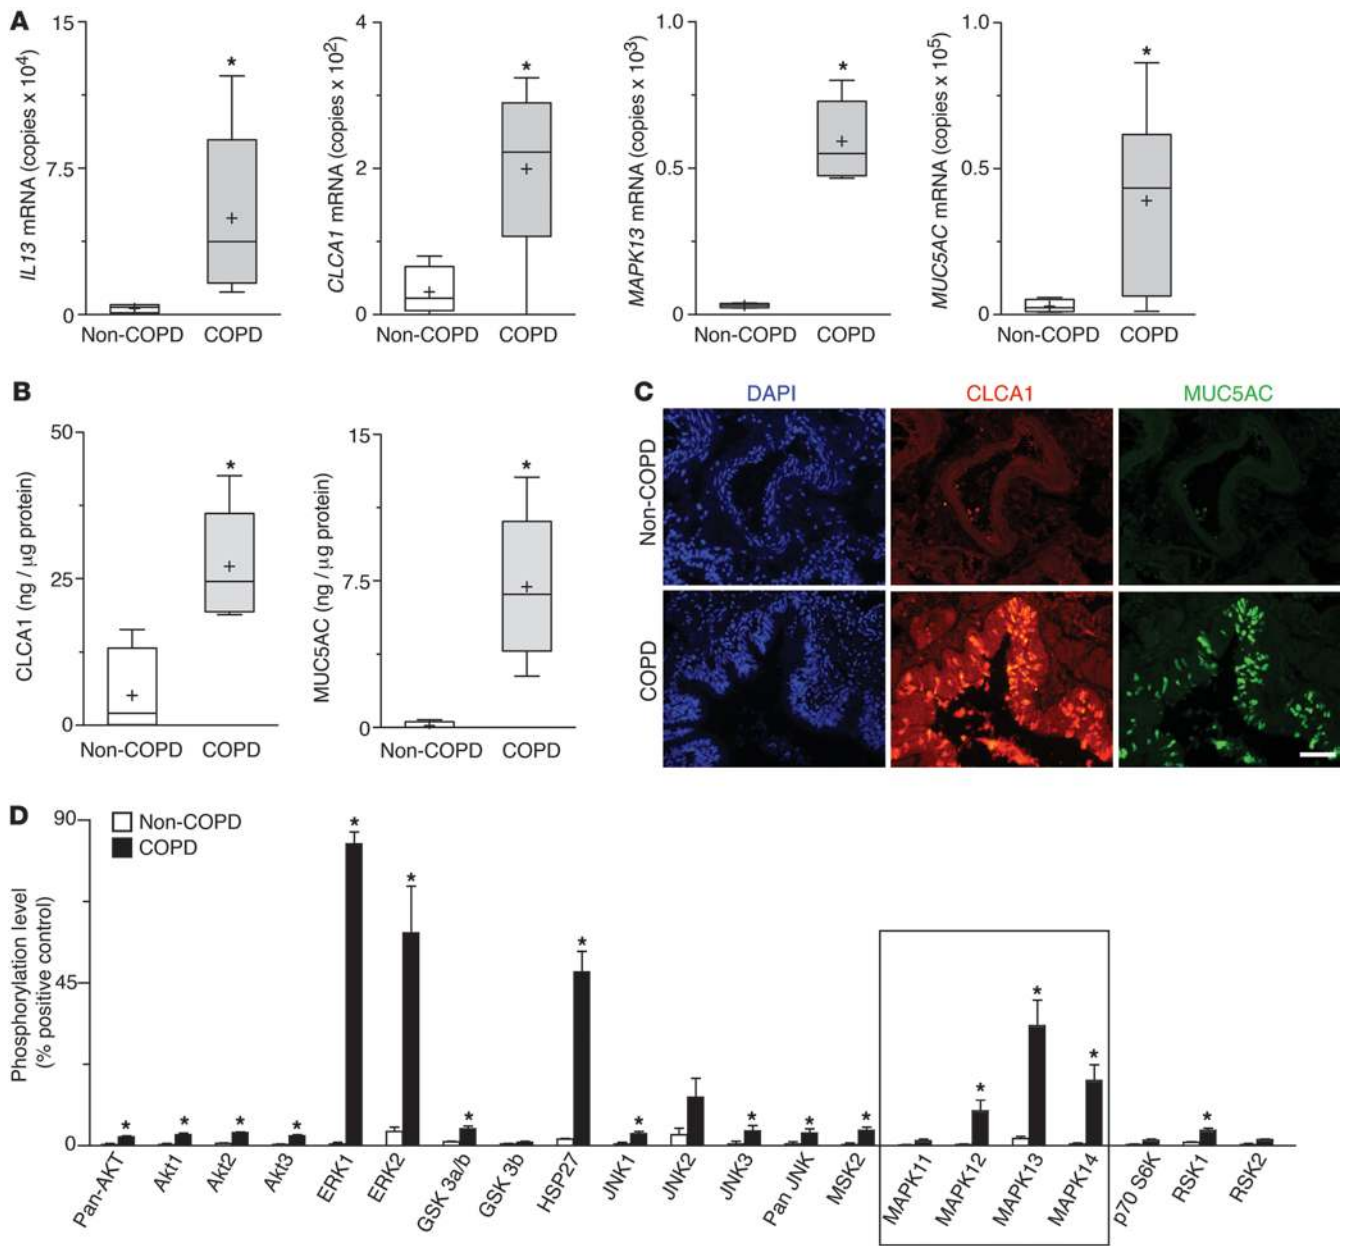 A
15
7.5
0
IL13 mRNA (copies x 10⁴)
*
Non-COPD
COPD
4
2
0
CLCA1 mRNA (copies x 10²)
*
Non-COPD
COPD
1.0
0.5
0
MAPK13 mRNA (copies x 10³)
*
Non-COPD
COPD
1.0
0.5
0
MUC5AC mRNA (copies x 10⁵)
*
Non-COPD
COPD
B
50
25
0
CLCA1 (ng / µg protein)
*
Non-COPD
COPD
15
7.5
0
MUC5AC (ng / µg protein)
*
Non-COPD
COPD
C
DAPI
CLCA1
MUC5AC
Non-COPD
COPD
D
90
45
0
Phosphorylation level
(% positive control)
Non-COPD
COPD
* * * * * * * * * * * * * * * *
Pan-AKT
Akt1
Akt2
Akt3
ERK1
ERK2
GSK 3a/b
GSK 3b
HSP27
JNK1
JNK2
JNK3
Pan JNK
MSK2
MAPK11
MAPK12
MAPK13
MAPK14
p70 S6K
RSK1
RSK2